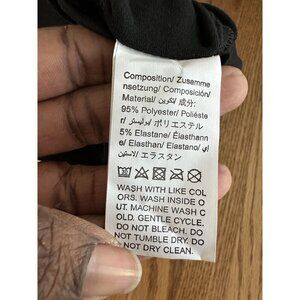 Composition/ Zusamme
nsetzung/ Composición/
Material/ التكوين/ 成分:
95% Polyester/ Poliéste
r/ بوليستر/ ポリエステル
5% Elastane/ Élasthann
e/ Elasthan/ Elastano/ إي
لاستين/ エラスタン
WASH WITH LIKE COL
ORS. WASH INSIDE O
UT. MACHINE WASH C
OLD. GENTLE CYCLE.
DO NOT BLEACH. DO
NOT TUMBLE DRY. DO
NOT DRY CLEAN.